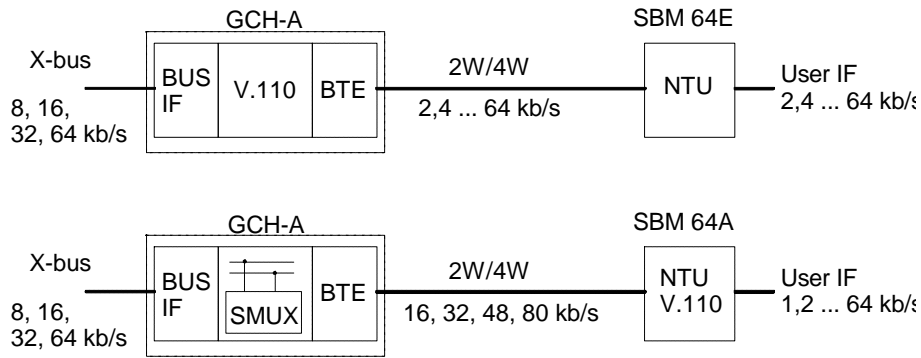 GCH-A
SBM 64E
X-bus
BUS IF
V.110
BTE
2W/4W
NTU
User IF
8, 16,
32, 64 kb/s
2,4 ... 64 kb/s
2,4 ... 64 kb/s
GCH-A
SBM 64A
X-bus
BUS IF
SMUX
BTE
2W/4W
NTU
V.110
User IF
8, 16,
32, 64 kb/s
16, 32, 48, 80 kb/s
1,2 ... 64 kb/s